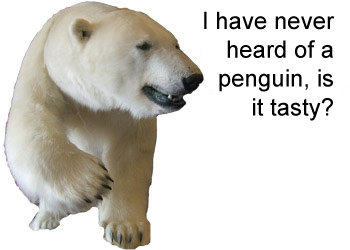 I have never
heard of a
penguin, is
it tasty?